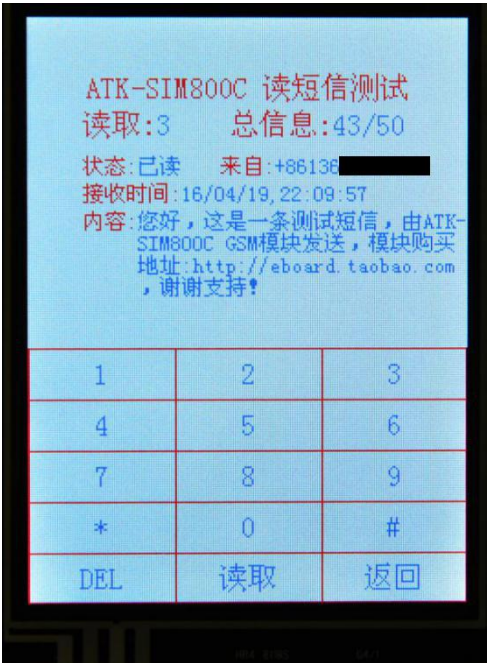 ATK-SIM800C 读短信测试
读取:3 总信息:43/50
状态:已读 来自:+86136
接收时间:16/04/19,22:09:57
内容:您好，这是一条测试短信，由ATK-
SIM800C GSM模块发送，模块购买
地址:http://eboard.taobao.com
，谢谢支持!
1 2 3
4 5 6
7 8 9
* 0 #
DEL 读取 返回